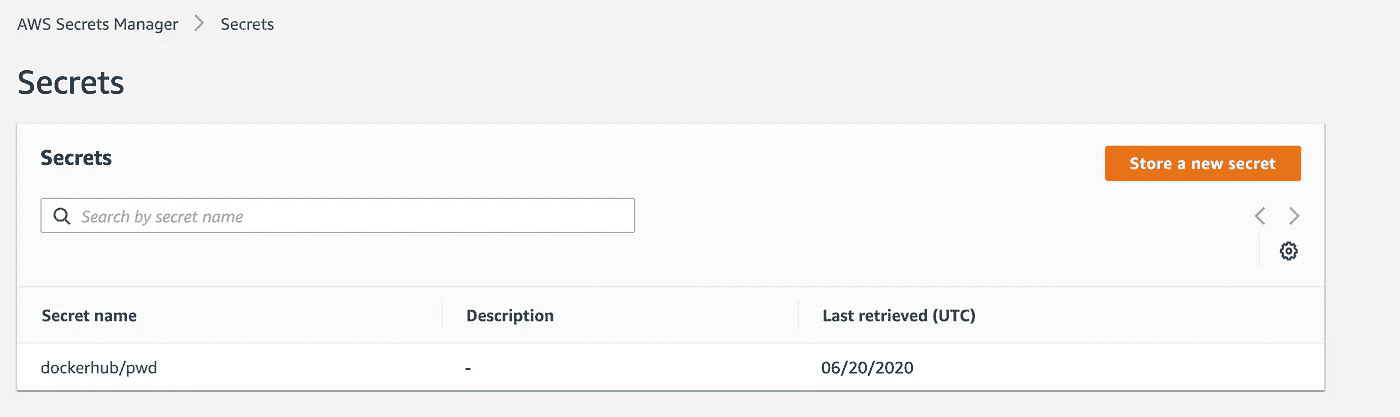 AWS Secrets Manager > Secrets
Secrets
Secrets
Store a new secret
Search by secret name
Secret name Description Last retrieved (UTC)
dockerhub/pwd - 06/20/2020